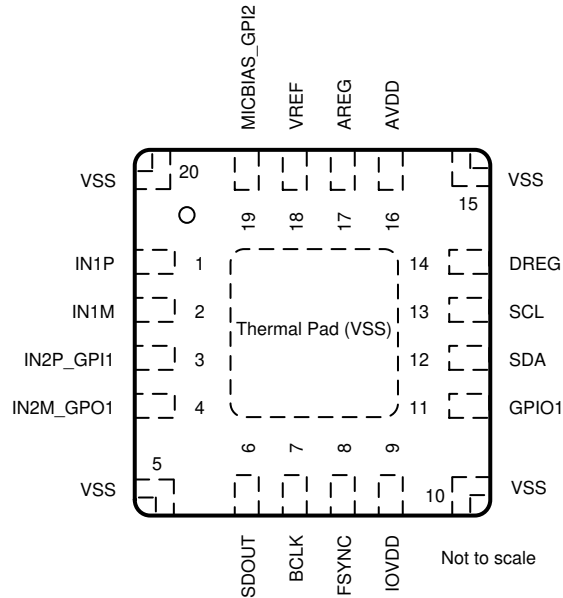 MICBIAS_GPI2
VREF
AREG
AVDD
VSS
20
19
18
17
16
15
VSS
IN1P
1
14
DREG
IN1M
2
13
SCL
Thermal Pad (VSS)
IN2P_GPI1
3
12
SDA
IN2M_GPO1
4
11
GPIO1
VSS
5
6
7
8
9
10
VSS
SDOUT
BCLK
FSYNC
IOVDD
Not to scale